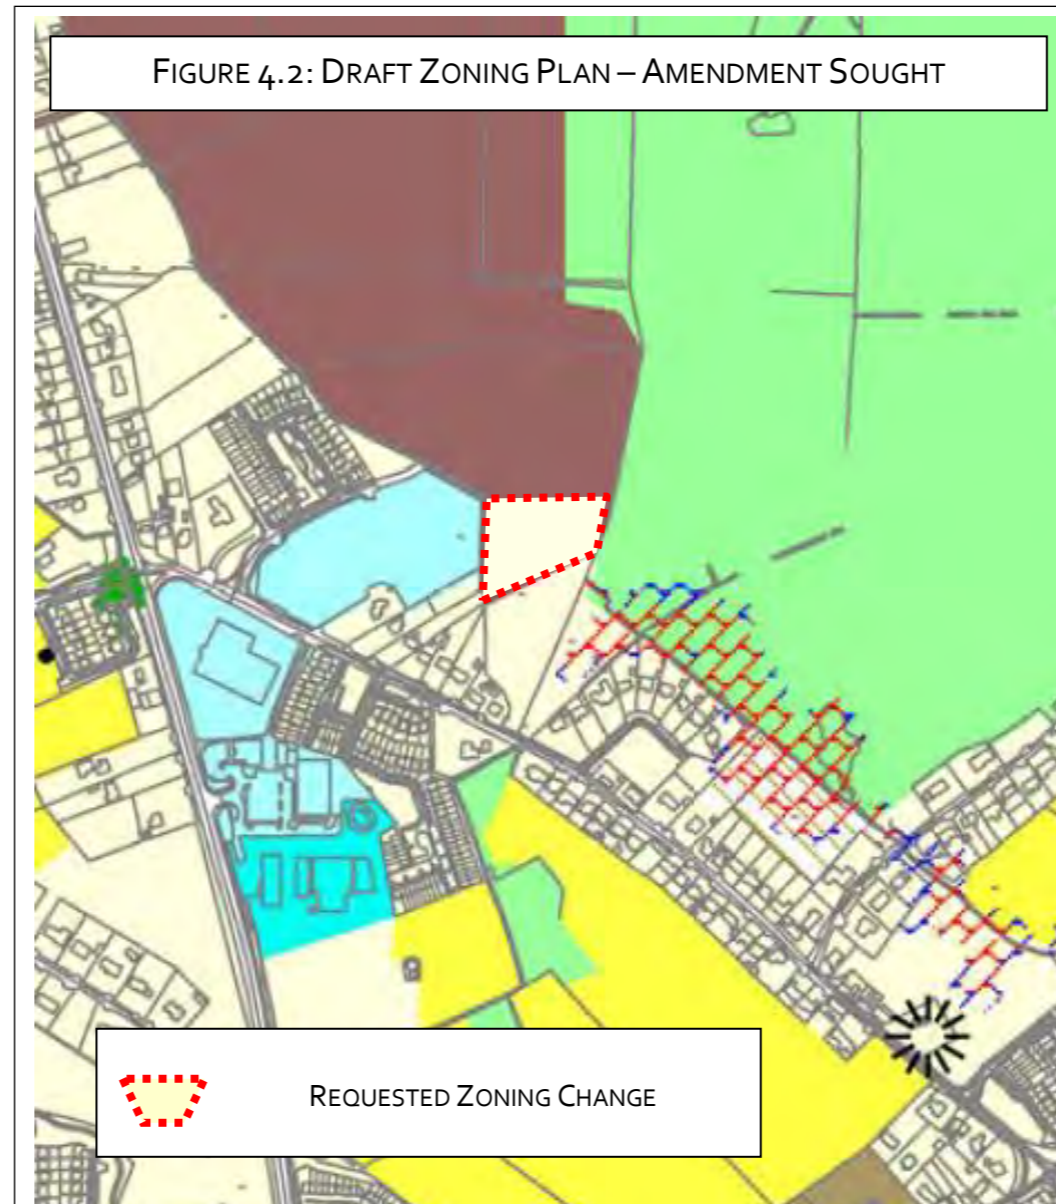 FIGURE 4.2: DRAFT ZONING PLAN – AMENDMENT SOUGHT
REQUESTED ZONING CHANGE